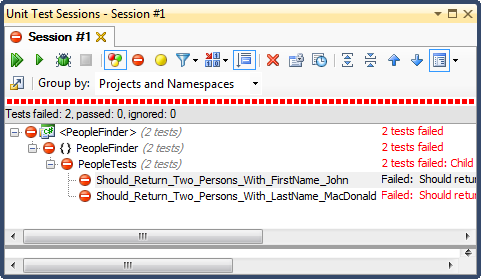 Unit Test Sessions - Session #1
Session #1
Group by: Projects and Namespaces
Tests failed: 2, passed: 0, ignored: 0
<PeopleFinder> (2 tests) 2 tests failed
{ } PeopleFinder (2 tests) 2 tests failed
PeopleTests (2 tests) 2 tests failed: Child
Should_Return_Two_Persons_With_FirstName_John Failed: Should retur
Should_Return_Two_Persons_With_LastName_MacDonald Failed: Should retur